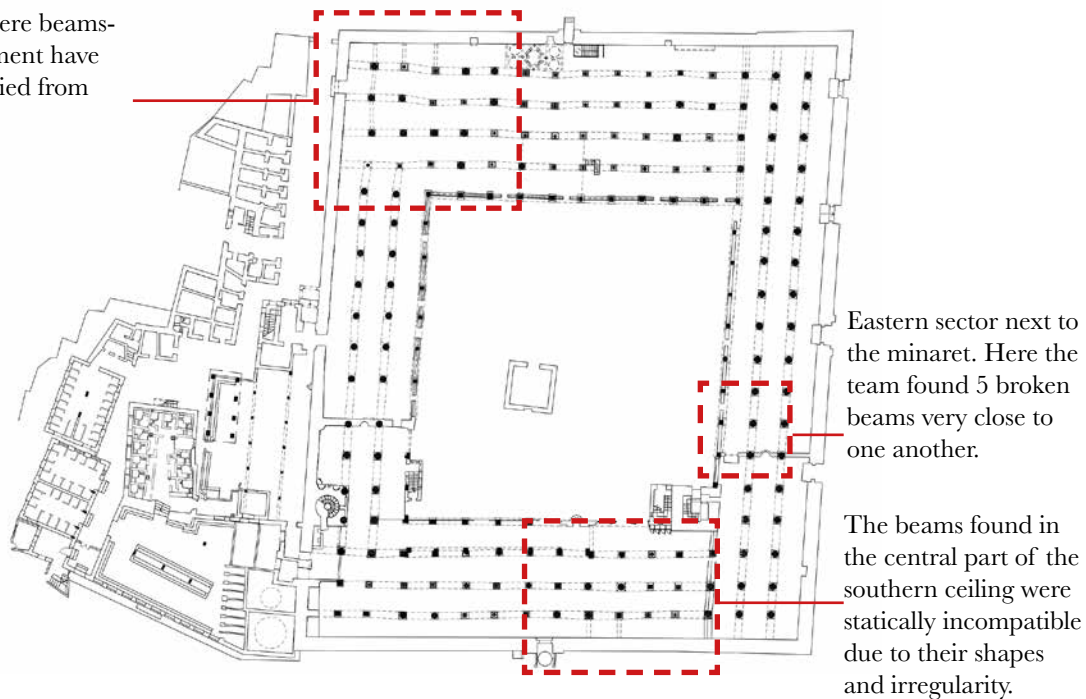 ere beams-
ment have
ied from
Eastern sector next to
the minaret. Here the
team found 5 broken
beams very close to
one another.
The beams found in
the central part of the
southern ceiling were
statically incompatible
due to their shapes
and irregularity.